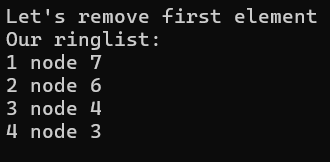 Let's remove first element
Our ringlist:
1 node 7
2 node 6
3 node 4
4 node 3